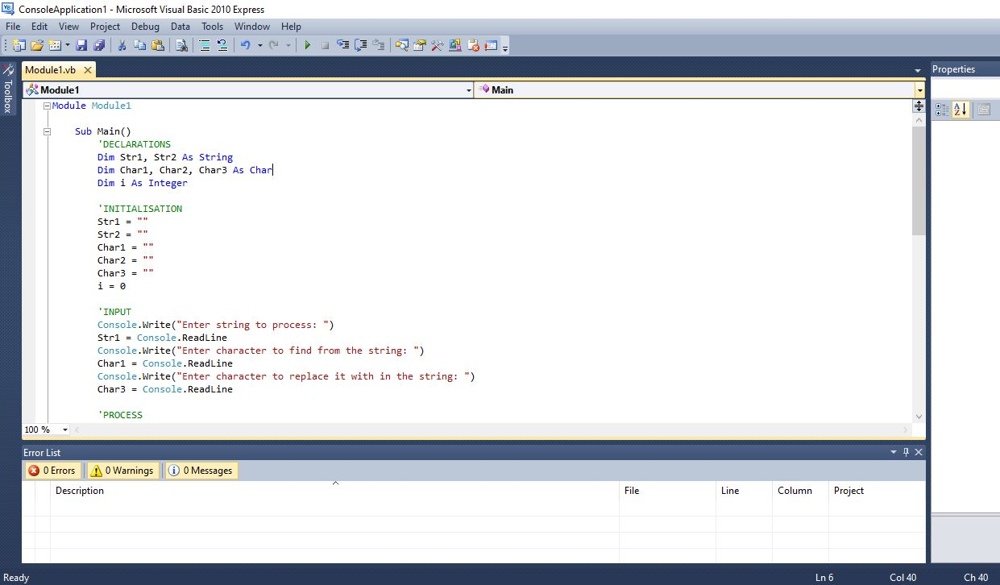 ConsoleApplication1 - Microsoft Visual Basic 2010 Express
File Edit View Project Debug Data Tools Window Help
Toolbox
Module1.vb
Properties
Module1
Main
Module Module1
Sub Main()
'DECLARATIONS
Dim Str1, Str2 As String
Dim Char1, Char2, Char3 As Char
Dim i As Integer
'INITIALISATION
Str1 = ""
Str2 = ""
Char1 = ""
Char2 = ""
Char3 = ""
i = 0
'INPUT
Console.Write("Enter string to process: ")
Str1 = Console.ReadLine
Console.Write("Enter character to find from the string: ")
Char1 = Console.ReadLine
Console.Write("Enter character to replace it with in the string: ")
Char3 = Console.ReadLine
'PROCESS
100 %
Error List
0 Errors 0 Warnings 0 Messages
Description File Line Column Project
Ready Ln 6 Col 40 Ch 40